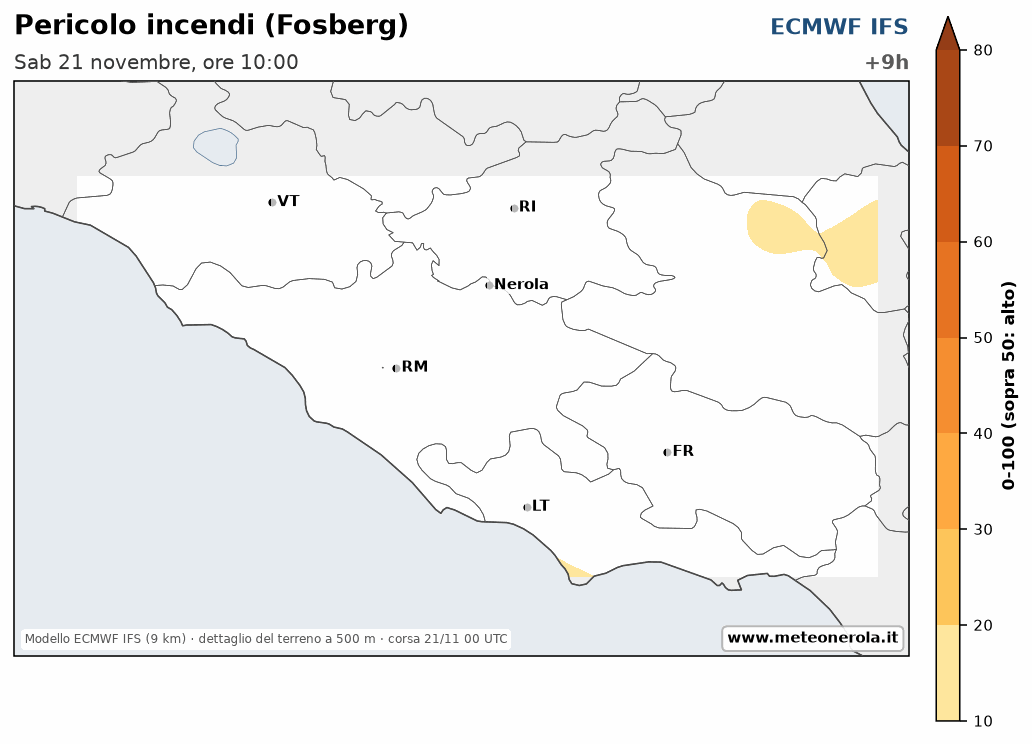 Pericolo incendi (Fosberg)
ECMWF IFS
Sab 21 novembre, ore 10:00
+9h
VT
RI
Nerola
RM
FR
LT
Modello ECMWF IFS (9 km) · dettaglio del terreno a 500 m · corsa 21/11 00 UTC
www.meteonerola.it
80
70
60
50
40
30
20
10
0-100 (sopra 50: alto)